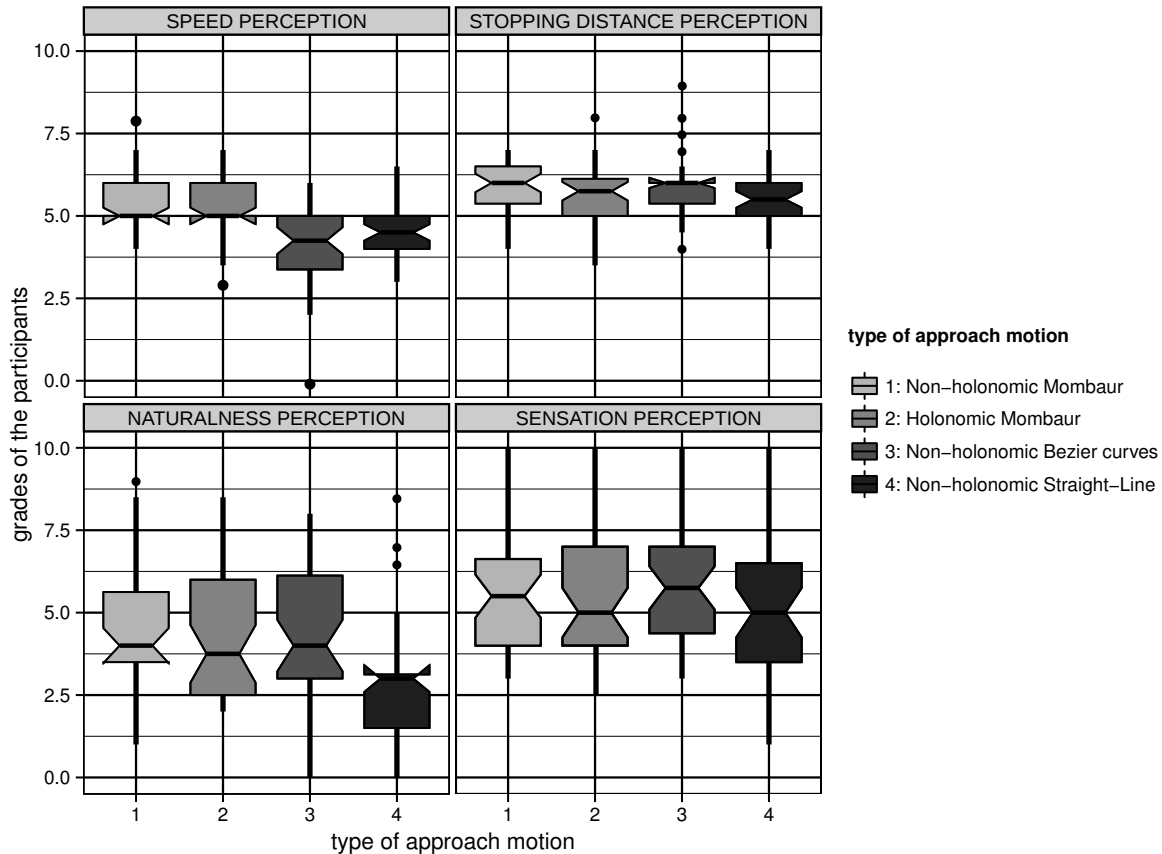 SPEED PERCEPTION
STOPPING DISTANCE PERCEPTION
10.0
7.5
5.0
2.5
0.0
NATURALNESS PERCEPTION
SENSATION PERCEPTION
10.0
7.5
5.0
2.5
0.0
1 2 3 4
1 2 3 4
type of approach motion
grades of the participants
type of approach motion
1: Non−holonomic Mombaur
2: Holonomic Mombaur
3: Non−holonomic Bezier curves
4: Non−holonomic Straight−Line